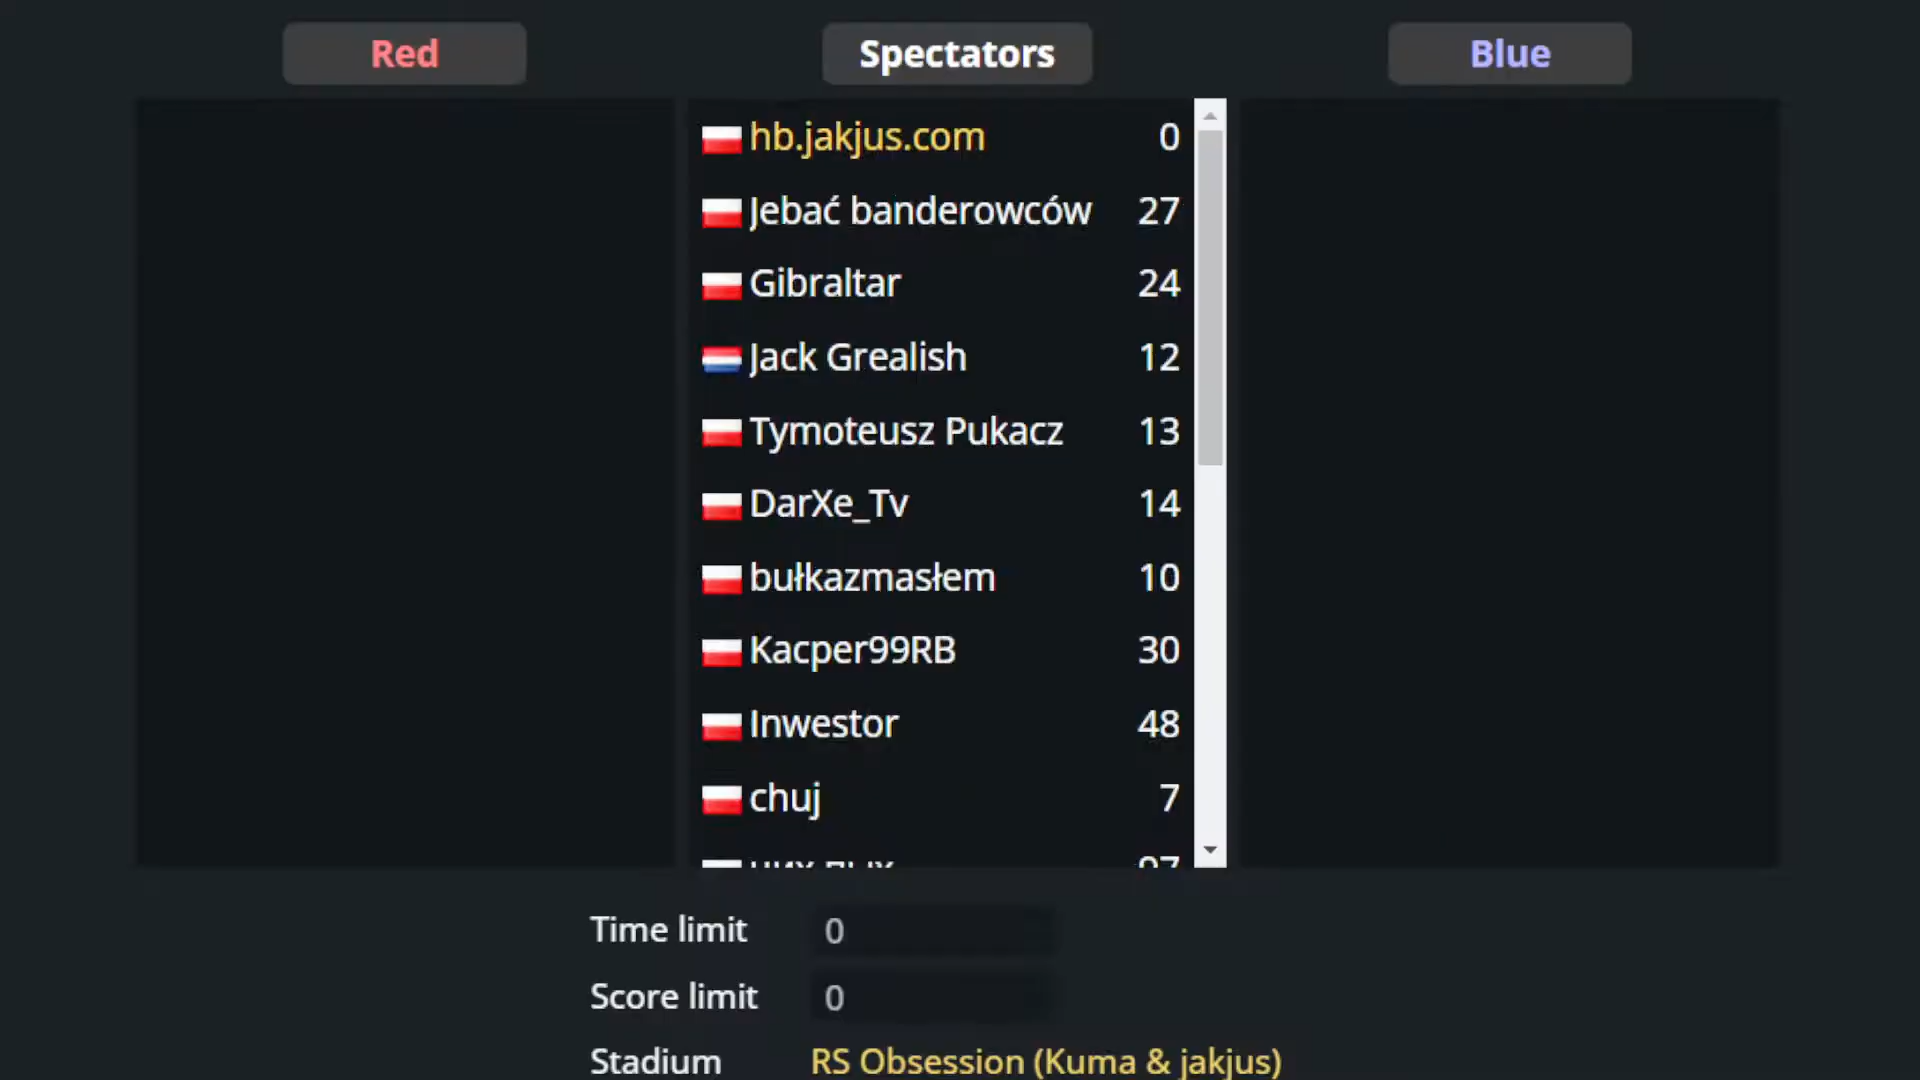 Red
Spectators
Blue
hb.jakjus.com 0
Jebać banderowców 27
Gibraltar 24
Jack Grealish 12
Tymoteusz Pukacz 13
DarXe_Tv 14
bułkazmasłem 10
Kacper99RB 30
Inwestor 48
chuj 7
Time limit 0
Score limit 0
Stadium RS Obsession (Kuma & jakjus)